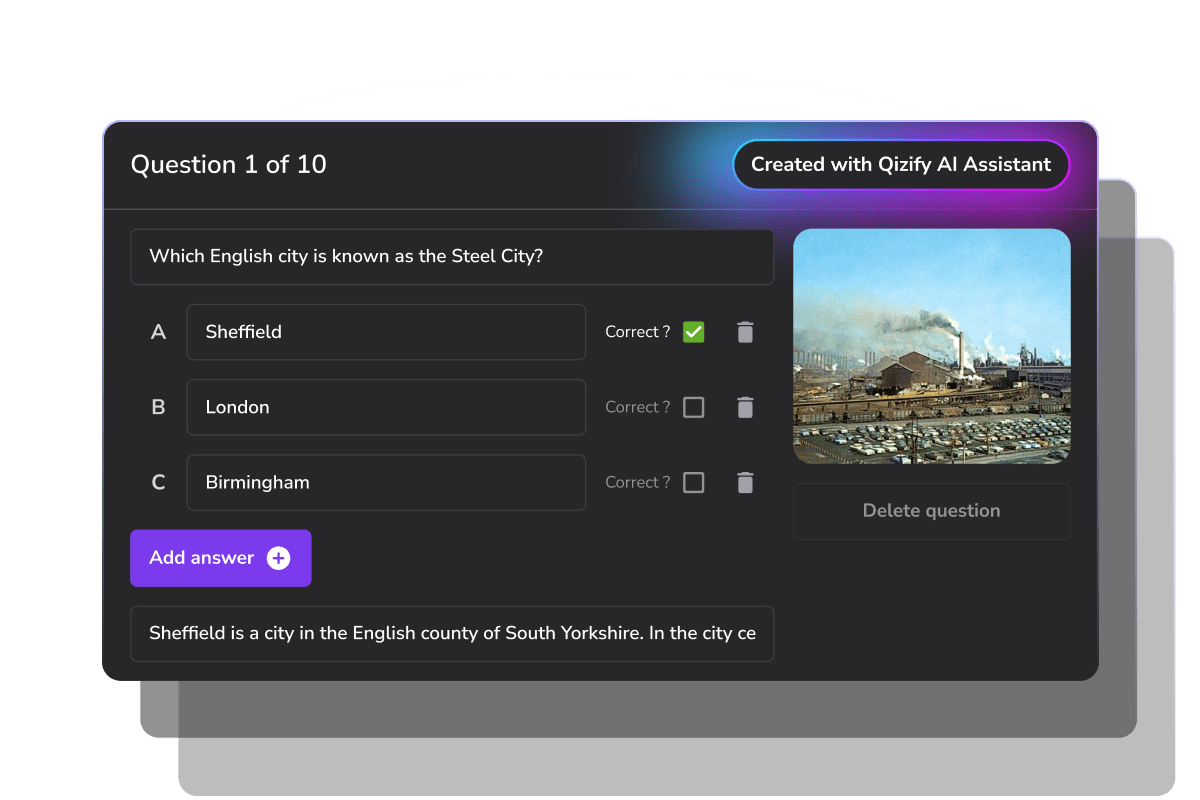 Question 1 of 10
Created with Qizify AI Assistant
Which English city is known as the Steel City?
A
Sheffield
Correct ?
B
London
Correct ?
C
Birmingham
Correct ?
Delete question
Add answer
Sheffield is a city in the English county of South Yorkshire. In the city ce